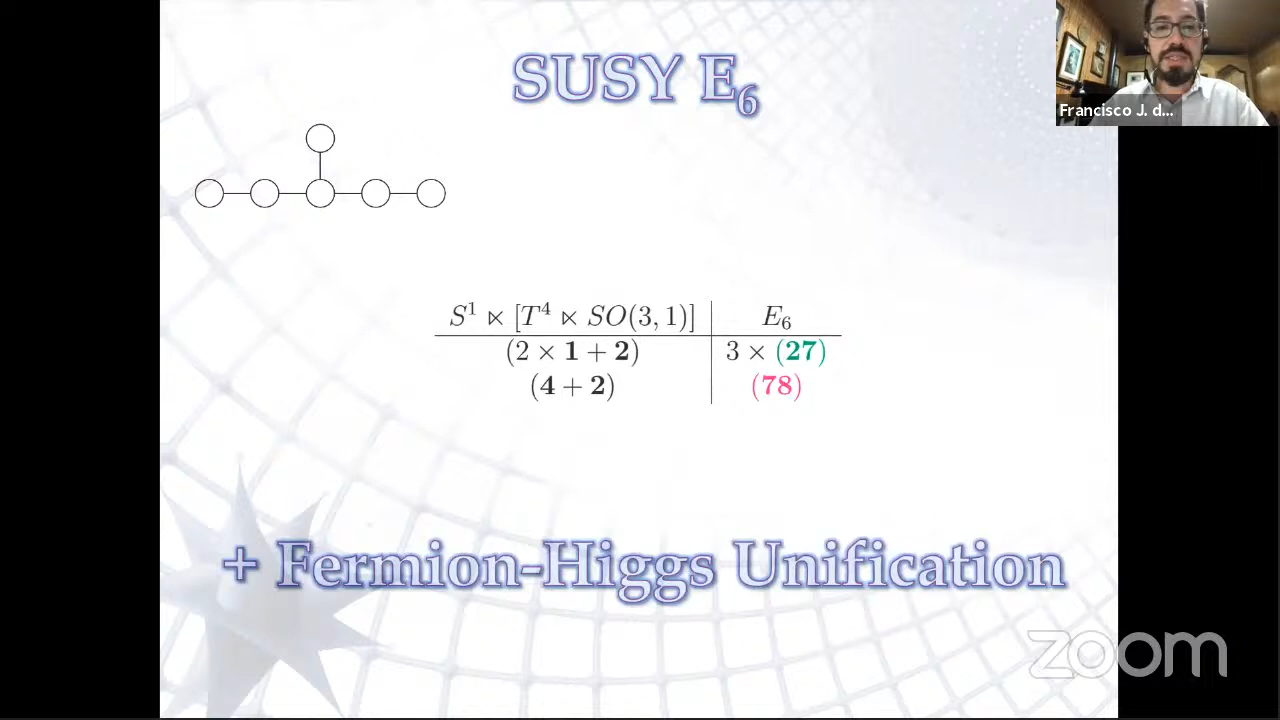 SUSY E₆
Francisco J. d...
S¹ ⋉ [T⁴ ⋉ SO(3, 1)] E₆
(2 × 1 + 2) 3 × (27)
(4 + 2) (78)
+ Fermion-Higgs Unification
zoom